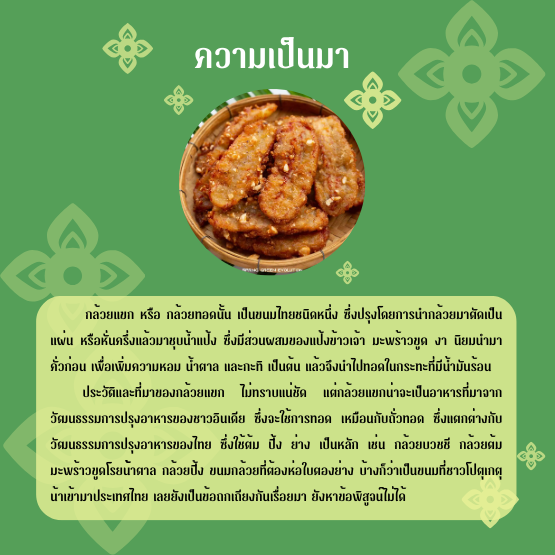 ความเป็นมา
กล้วยแขก หรือ กล้วยทอดนั้น เป็นขนมไทยชนิดหนึ่ง ซึ่งปรุงโดยการนำกล้วยมาตัดเป็น
แผ่น หรือหั่นครึ่งแล้วมาชุบน้ำแป้ง ซึ่งมีส่วนผสมของแป้งข้าวเจ้า มะพร้าวขูด งา นิยมนำมา
คั่วก่อน เพื่อเพิ่มความหอม น้ำตาล และกะทิ เป็นต้น แล้วจึงนำไปทอดในกระทะที่มีน้ำมันร้อน
ประวัติและที่มาของกล้วยแขก ไม่ทราบแน่ชัด แต่กล้วยแขกน่าจะเป็นอาหารที่มาจาก
วัฒนธรรมการปรุงอาหารของชาวอินเดีย ซึ่งจะใช้การทอด เหมือนกับถั่วทอด ซึ่งแตกต่างกับ
วัฒนธรรมการปรุงอาหารของไทย ซึ่งใช้ต้ม ปิ้ง ย่าง เป็นหลัก เช่น กล้วยบวชชี กล้วยต้ม
มะพร้าวขูดโรยน้ำตาล กล้วยปิ้ง ขนมกล้วยที่ต้องห่อใบตองย่าง บ้างก็ว่าเป็นขนมที่ชาวโปตุเกตุ
นำเข้ามาประเทศไทย เลยยังเป็นข้อถกเถียงกันเรื่อยมา ยังหาข้อพิสูจน์ไม่ได้